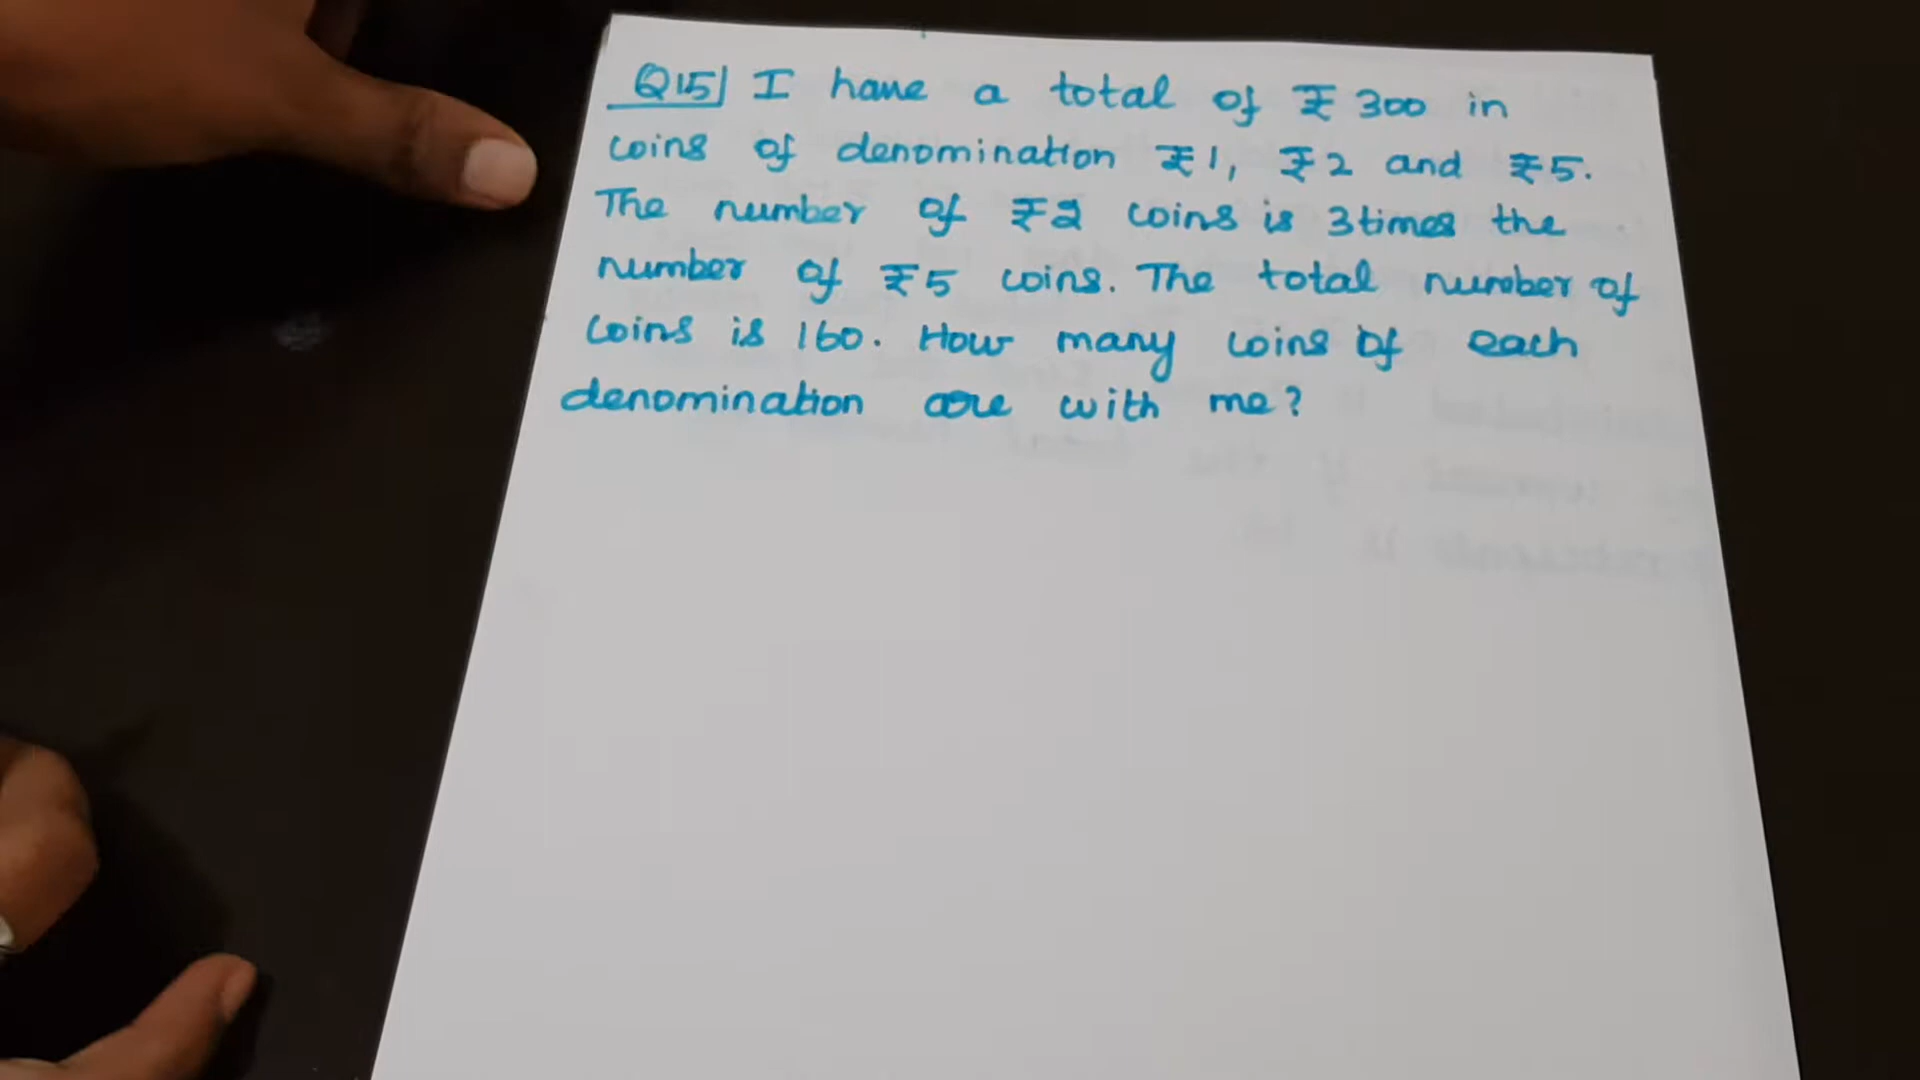 Q15] I have a total of ₹ 300 in
coins of denomination ₹1, ₹2 and ₹5.
The number of ₹2 coins is 3 times the
number of ₹5 coins. The total number of
coins is 160. How many coins of each
denomination are with me?